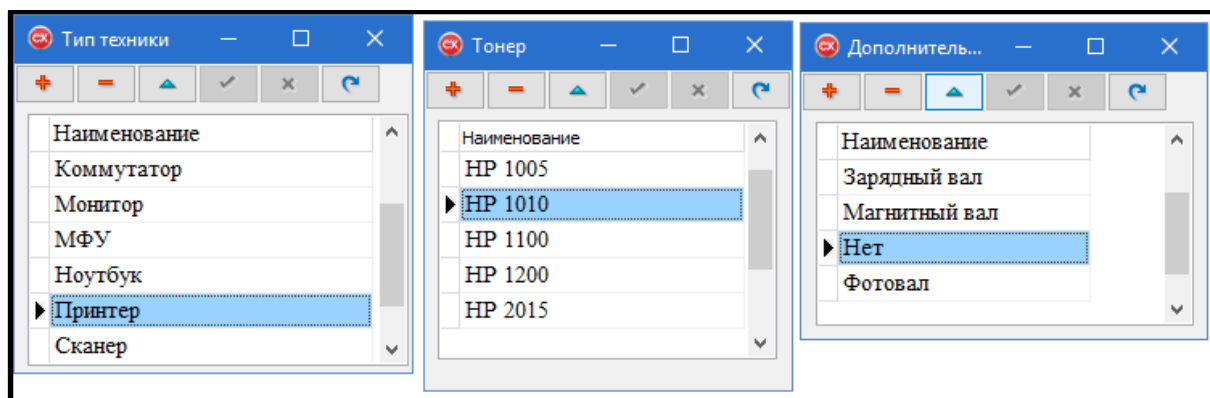 Тип техники
Наименование
Коммутатор
Монитор
МФУ
Ноутбук
Принтер
Сканер
Тонер
Наименование
HP 1005
HP 1010
HP 1100
HP 1200
HP 2015
Дополнитель...
Наименование
Зарядный вал
Магнитный вал
Нет
Фотовал